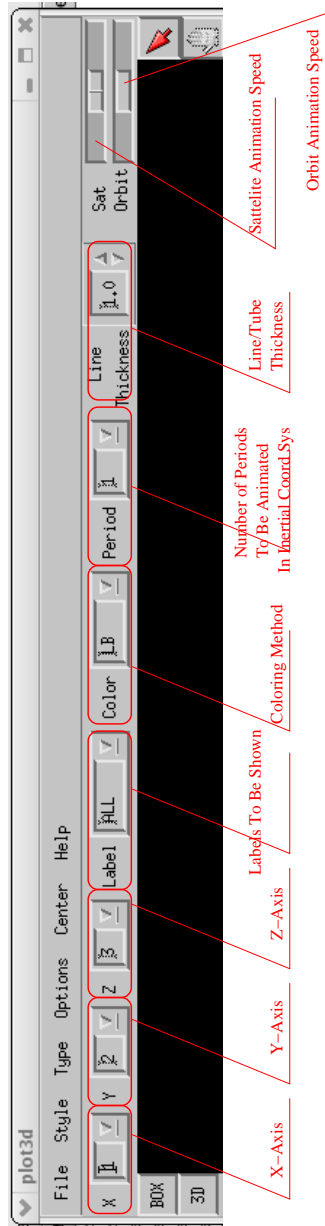 plot3d
File Style Type Options Center Help
X 1 Y 2 Z 3 Label ALL Color LB Period 1 Line Thickness 1.0 Sat Orbit
BOX
3D
X-Axis
Y-Axis
Z-Axis
Labels To Be Shown
Coloring Method
Number of Periods
To Be Animated
In Inertial Coord Sys
Line/Tube
Thickness
Sattelite Animation Speed
Orbit Animation Speed